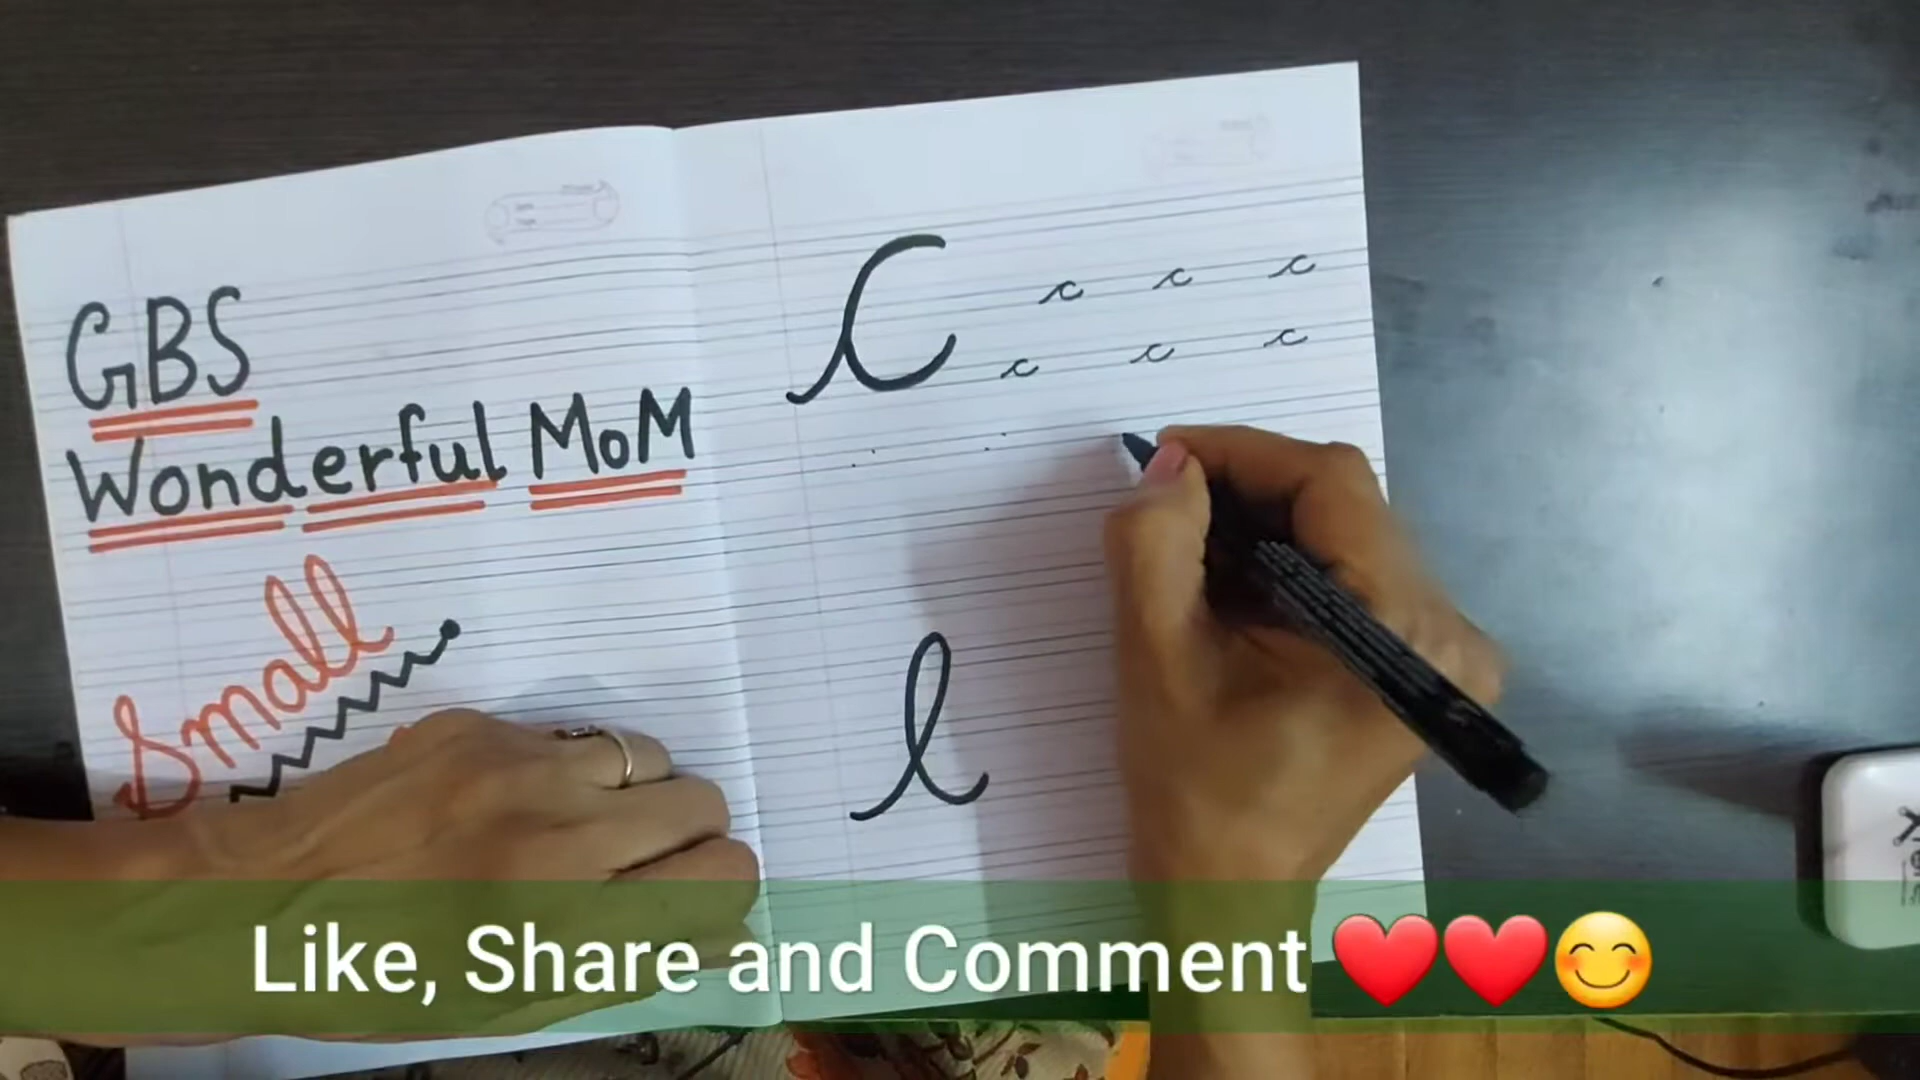 GBS
Wonderful MoM
Small
c
c c c
c c c
l
Like, Share and Comment ❤️❤️😊